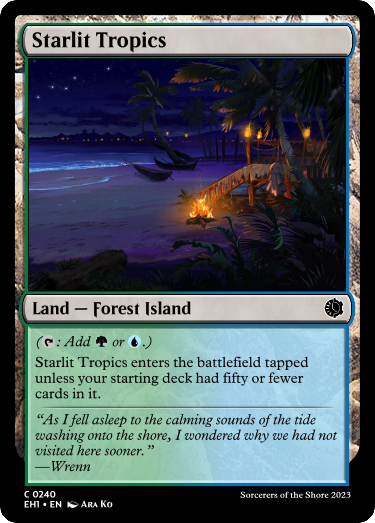 Starlit Tropics
Land — Forest Island
(: Add or .)
Starlit Tropics enters the battlefield tapped
unless your starting deck had fifty or fewer
cards in it.
“As I fell asleep to the calming sounds of the tide
washing onto the shore, I wondered why we had not
visited here sooner.”
—Wrenn
C 0240
EH1 • EN Ara Ko
Sorcerers of the Shore 2023